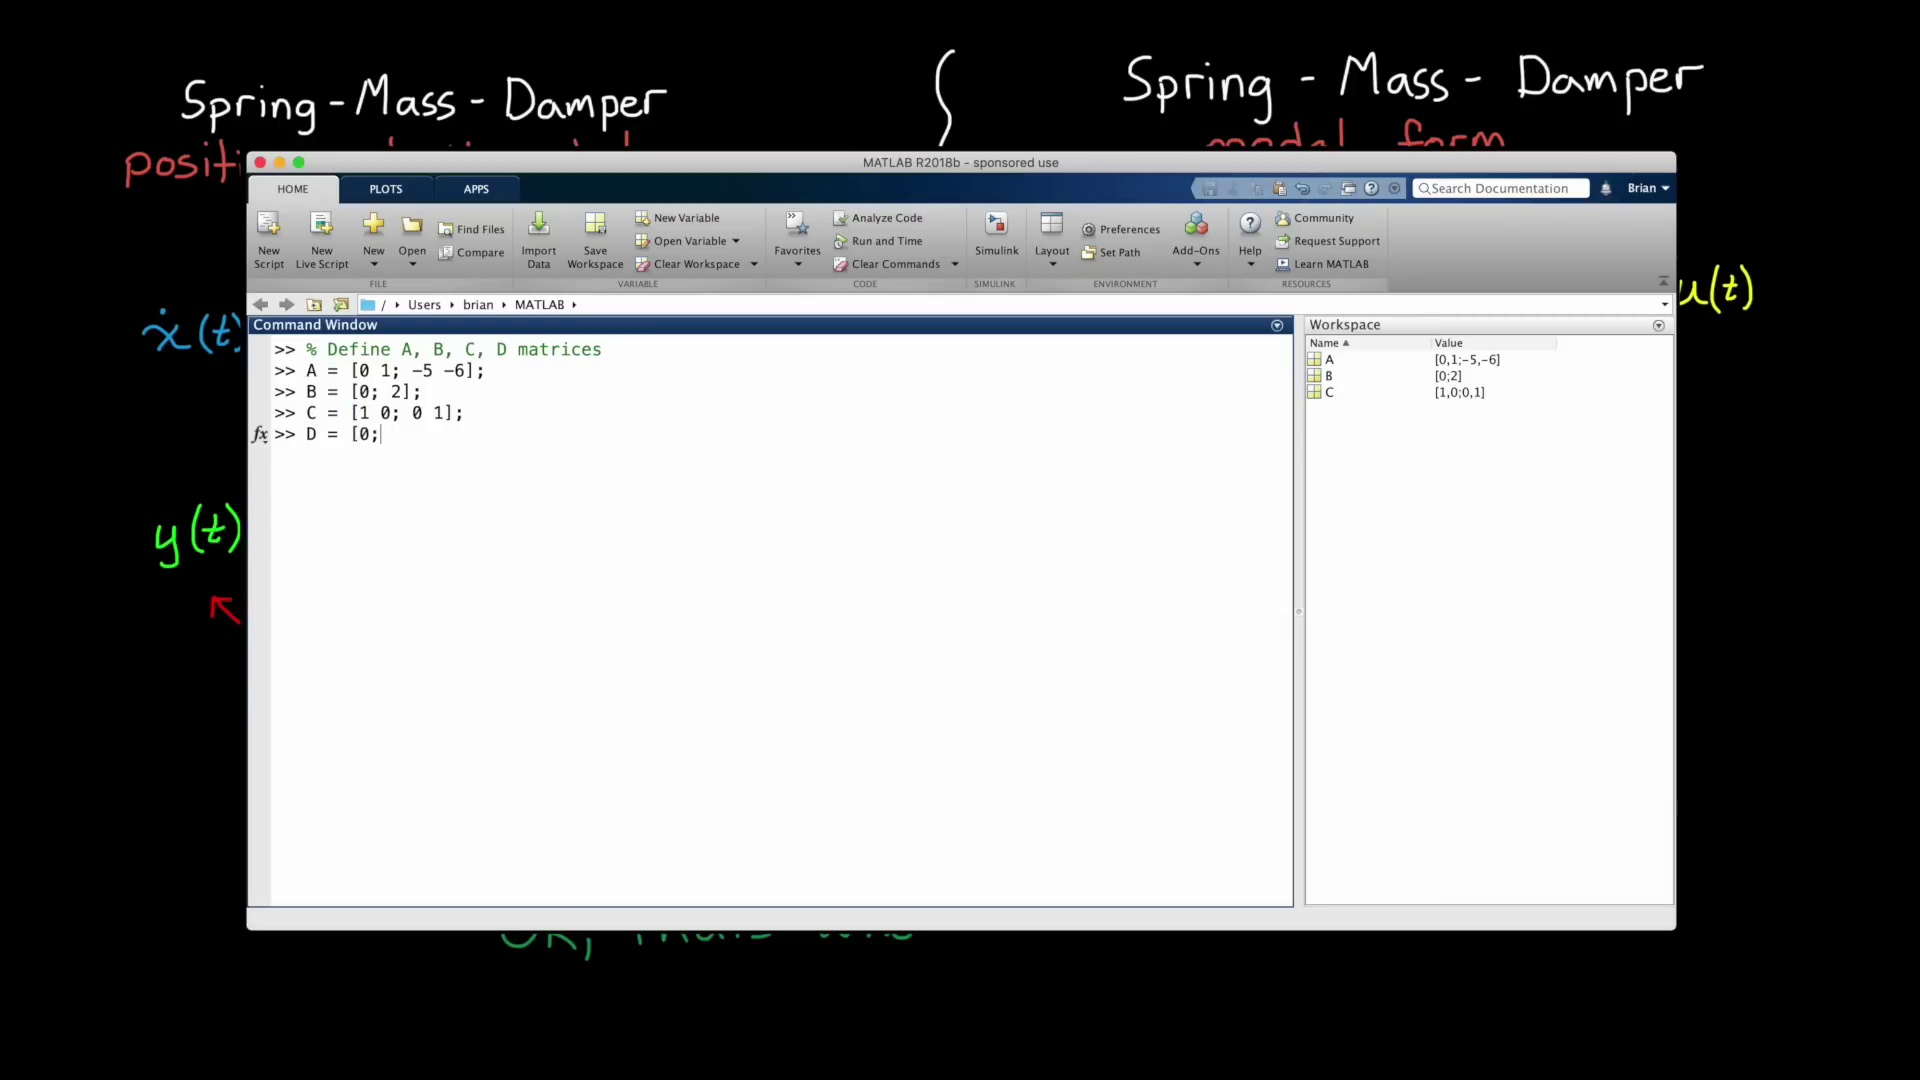 Spring - Mass - Damper
Spring - Mass - Damper
modal form
MATLAB R2018b - sponsored use
HOME
PLOTS
APPS
Search Documentation
Brian
New Script
New Live Script
New
Open
Find Files
Compare
Import Data
Save Workspace
New Variable
Open Variable
Clear Workspace
Favorites
Analyze Code
Run and Time
Clear Commands
Simulink
Layout
Preferences
Set Path
Add-Ons
Help
Community
Request Support
Learn MATLAB
FILE
VARIABLE
CODE
SIMULINK
ENVIRONMENT
RESOURCES
/ Users brian MATLAB
ẋ(t)
u(t)
Command Window
>> % Define A, B, C, D matrices
>> A = [0 1; -5 -6];
>> B = [0; 2];
>> C = [1 0; 0 1];
fx >> D = [0;
Workspace
Name Value
A [0,1;-5,-6]
B [0;2]
C [1,0;0,1]
y(t)